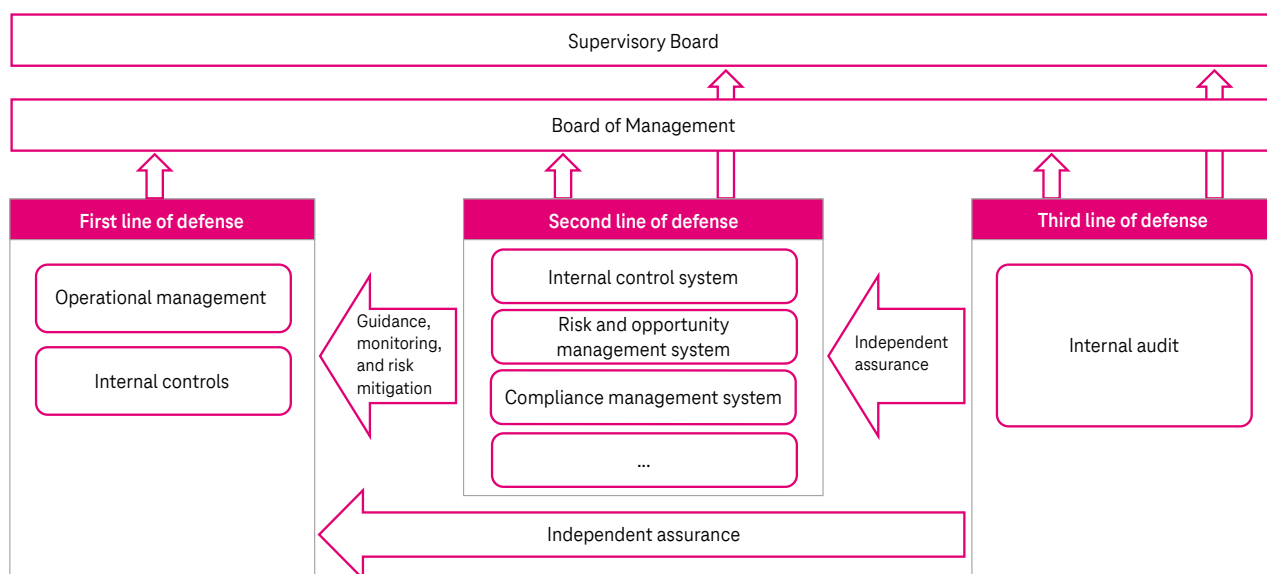 Supervisory Board
Board of Management
First line of defense
Operational management
Internal controls
Guidance,
monitoring,
and risk
mitigation
Second line of defense
Internal control system
Risk and opportunity
management system
Compliance management system
...
Independent
assurance
Third line of defense
Internal audit
Independent assurance